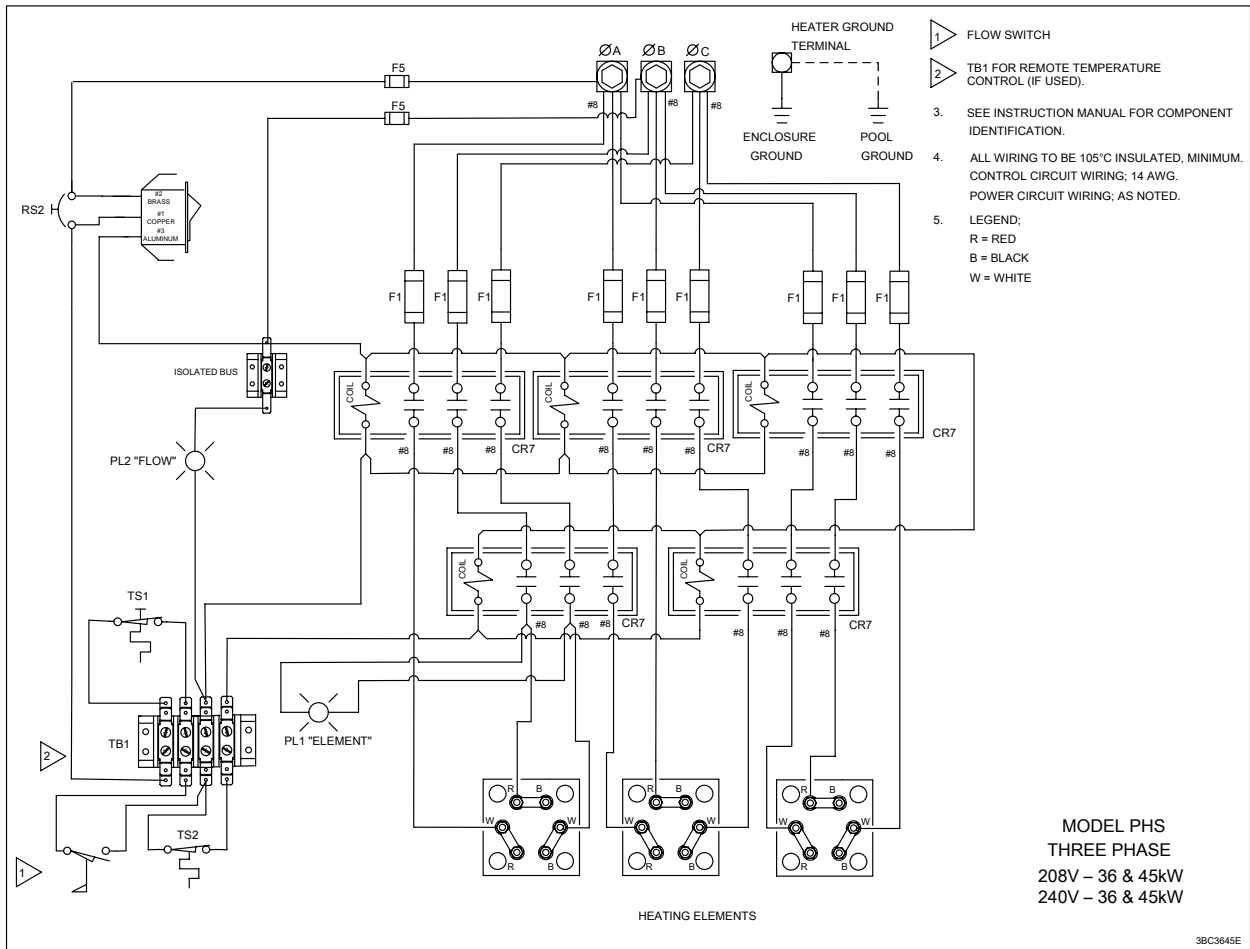 HEATER GROUND
TERMINAL
ØA
ØB
ØC
F5
#8
#8
#8
F5
ENCLOSURE
GROUND
POOL
GROUND
1 FLOW SWITCH
2 TB1 FOR REMOTE TEMPERATURE
CONTROL (IF USED).
3. SEE INSTRUCTION MANUAL FOR COMPONENT
IDENTIFICATION.
4. ALL WIRING TO BE 105°C INSULATED, MINIMUM.
CONTROL CIRCUIT WIRING; 14 AWG.
POWER CIRCUIT WIRING; AS NOTED.
5. LEGEND;
R = RED
B = BLACK
W = WHITE
RS2
#2
BRASS
#1
COPPER
#3
ALUMINUM
F1
F1
F1
F1
F1
F1
F1
F1
F1
ISOLATED BUS
COIL
COIL
COIL
#8
#8
#8
CR7
#8
#8
#8
CR7
#8
#8
#8
CR7
PL2 "FLOW"
COIL
COIL
#8
#8
#8
CR7
#8
#8
#8
CR7
TS1
TB1
2
PL1 "ELEMENT"
TS2
1
R
B
W
W
R
B
R
B
W
W
R
B
R
B
W
W
R
B
HEATING ELEMENTS
MODEL PHS
THREE PHASE
208V – 36 & 45kW
240V – 36 & 45kW
3BC3645E